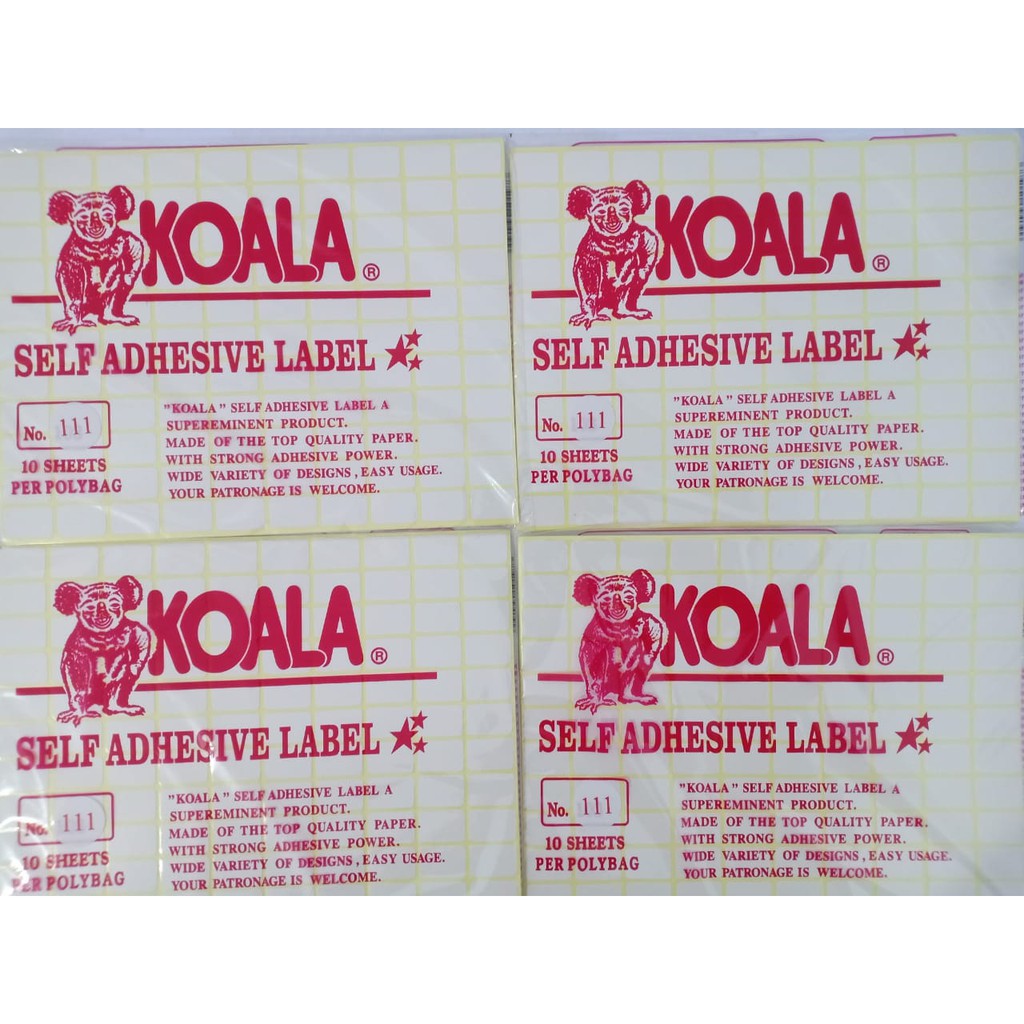 KOALA®
SELF ADHESIVE LABEL
No. 111
10 SHEETS
PER POLYBAG
"KOALA" SELF ADHESIVE LABEL A
SUPEREMINENT PRODUCT.
MADE OF THE TOP QUALITY PAPER.
WITH STRONG ADHESIVE POWER.
WIDE VARIETY OF DESIGNS, EASY USAGE.
YOUR PATRONAGE IS WELCOME.
KOALA®
SELF ADHESIVE LABEL
No. 111
10 SHEETS
PER POLYBAG
"KOALA" SELF ADHESIVE LABEL A
SUPEREMINENT PRODUCT.
MADE OF THE TOP QUALITY PAPER.
WITH STRONG ADHESIVE POWER.
WIDE VARIETY OF DESIGNS, EASY USAGE.
YOUR PATRONAGE IS WELCOME.
KOALA®
SELF ADHESIVE LABEL
No. 111
10 SHEETS
PER POLYBAG
"KOALA" SELF ADHESIVE LABEL A
SUPEREMINENT PRODUCT.
MADE OF THE TOP QUALITY PAPER.
WITH STRONG ADHESIVE POWER.
WIDE VARIETY OF DESIGNS, EASY USAGE.
YOUR PATRONAGE IS WELCOME.
KOALA®
SELF ADHESIVE LABEL
No. 111
10 SHEETS
PER POLYBAG
"KOALA" SELF ADHESIVE LABEL A
SUPEREMINENT PRODUCT.
MADE OF THE TOP QUALITY PAPER.
WITH STRONG ADHESIVE POWER.
WIDE VARIETY OF DESIGNS, EASY USAGE.
YOUR PATRONAGE IS WELCOME.